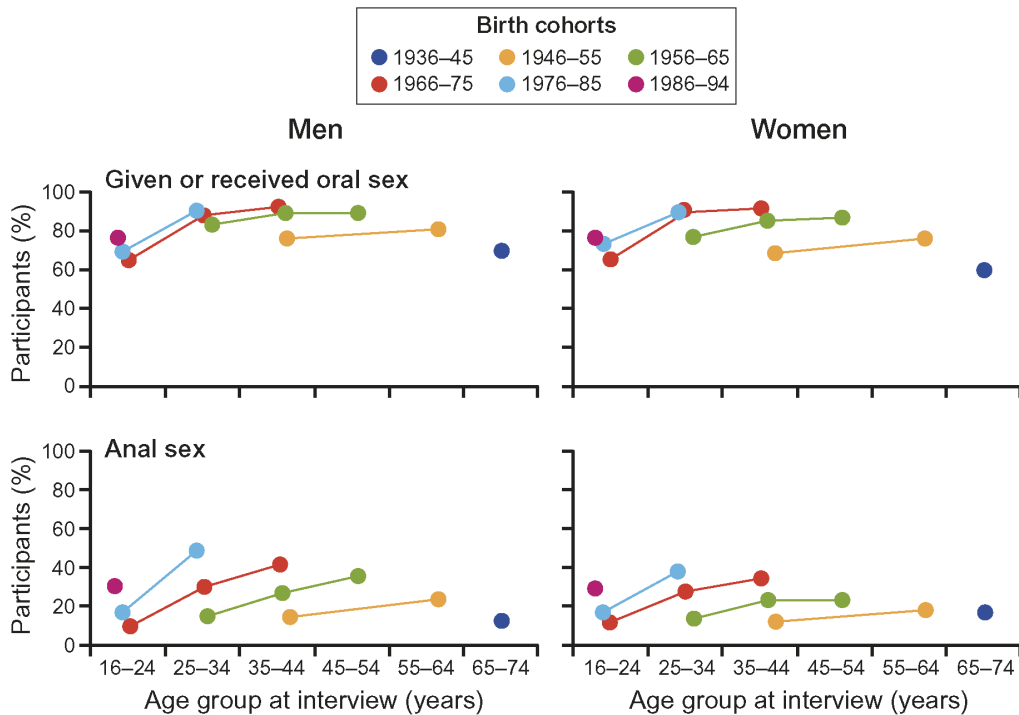 Birth cohorts
1936–45 1946–55 1956–65
1966–75 1976–85 1986–94
Men Women
Given or received oral sex
Participants (%)
100
80
60
40
20
0
Anal sex
Participants (%)
100
80
60
40
20
0
16–24 25–34 35–44 45–54 55–64 65–74
16–24 25–34 35–44 45–54 55–64 65–74
Age group at interview (years)
Age group at interview (years)